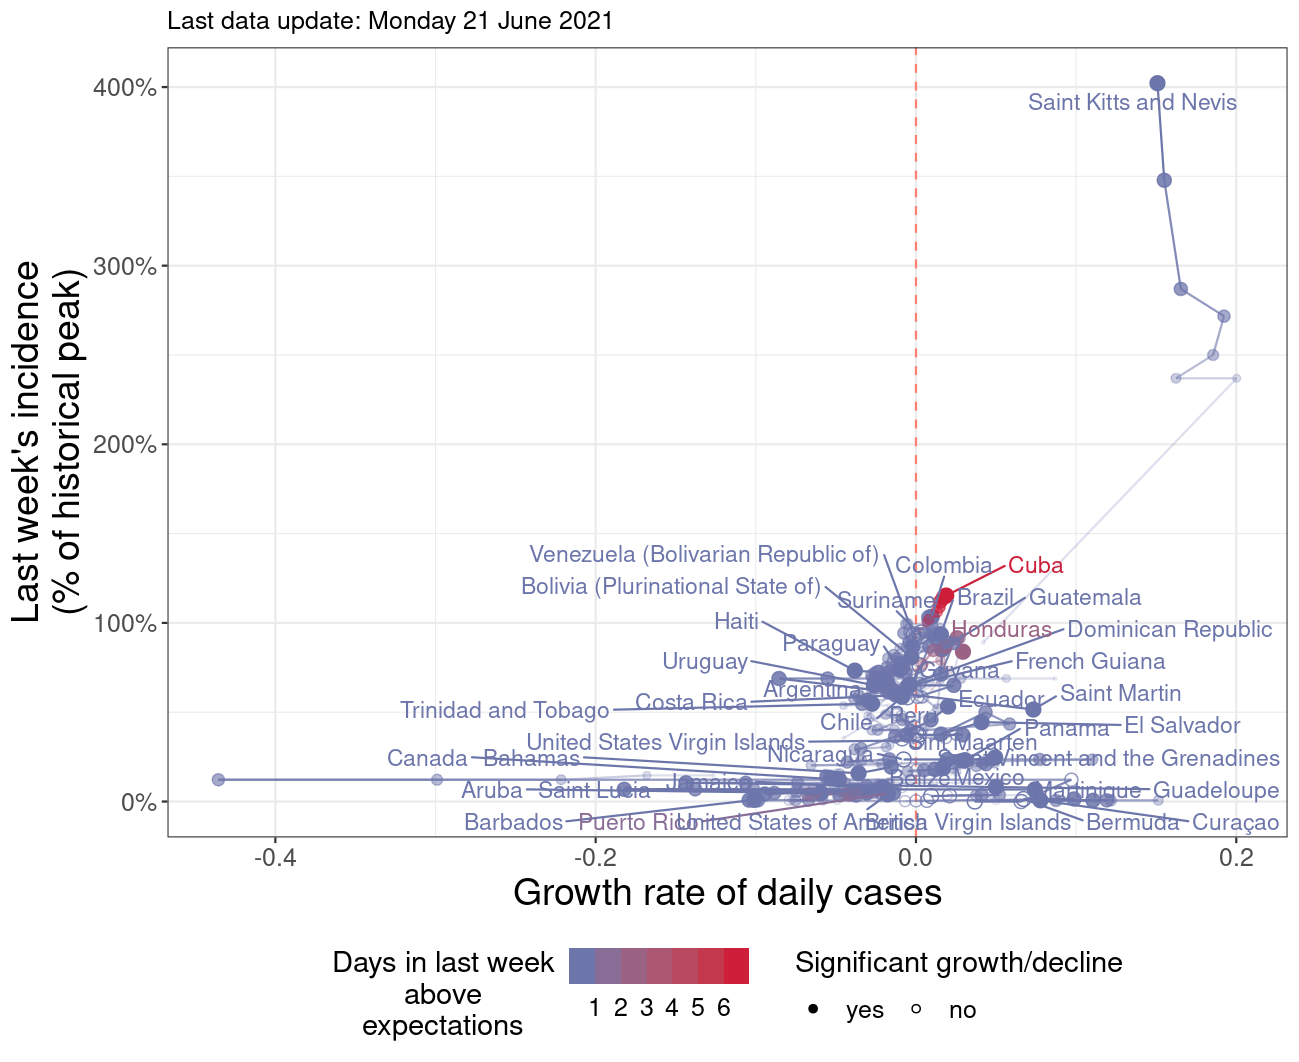 Last data update: Monday 21 June 2021
Last week's incidence
(% of historical peak)
400%
300%
200%
100%
0%
Saint Kitts and Nevis
Venezuela (Bolivarian Republic of)
Colombia
Cuba
Bolivia (Plurinational State of)
Suriname
Brazil
Guatemala
Haiti
Honduras
Dominican Republic
Paraguay
Uruguay
Guyana
French Guiana
Argentina
Saint Martin
Costa Rica
Ecuador
Trinidad and Tobago
Chile
Peru
El Salvador
Panama
United States Virgin Islands
Sint Maarten
Nicaragua
Canada
Bahamas
Saint Vincent and the Grenadines
Jamaica
Belize
Mexico
Aruba
Saint Lucia
Martinique
Guadeloupe
Barbados
Puerto Rico
United States of America
British Virgin Islands
Bermuda
Curaçao
-0.4
-0.2
0.0
0.2
Growth rate of daily cases
Days in last week
above
expectations
1 2 3 4 5 6
Significant growth/decline
yes
no